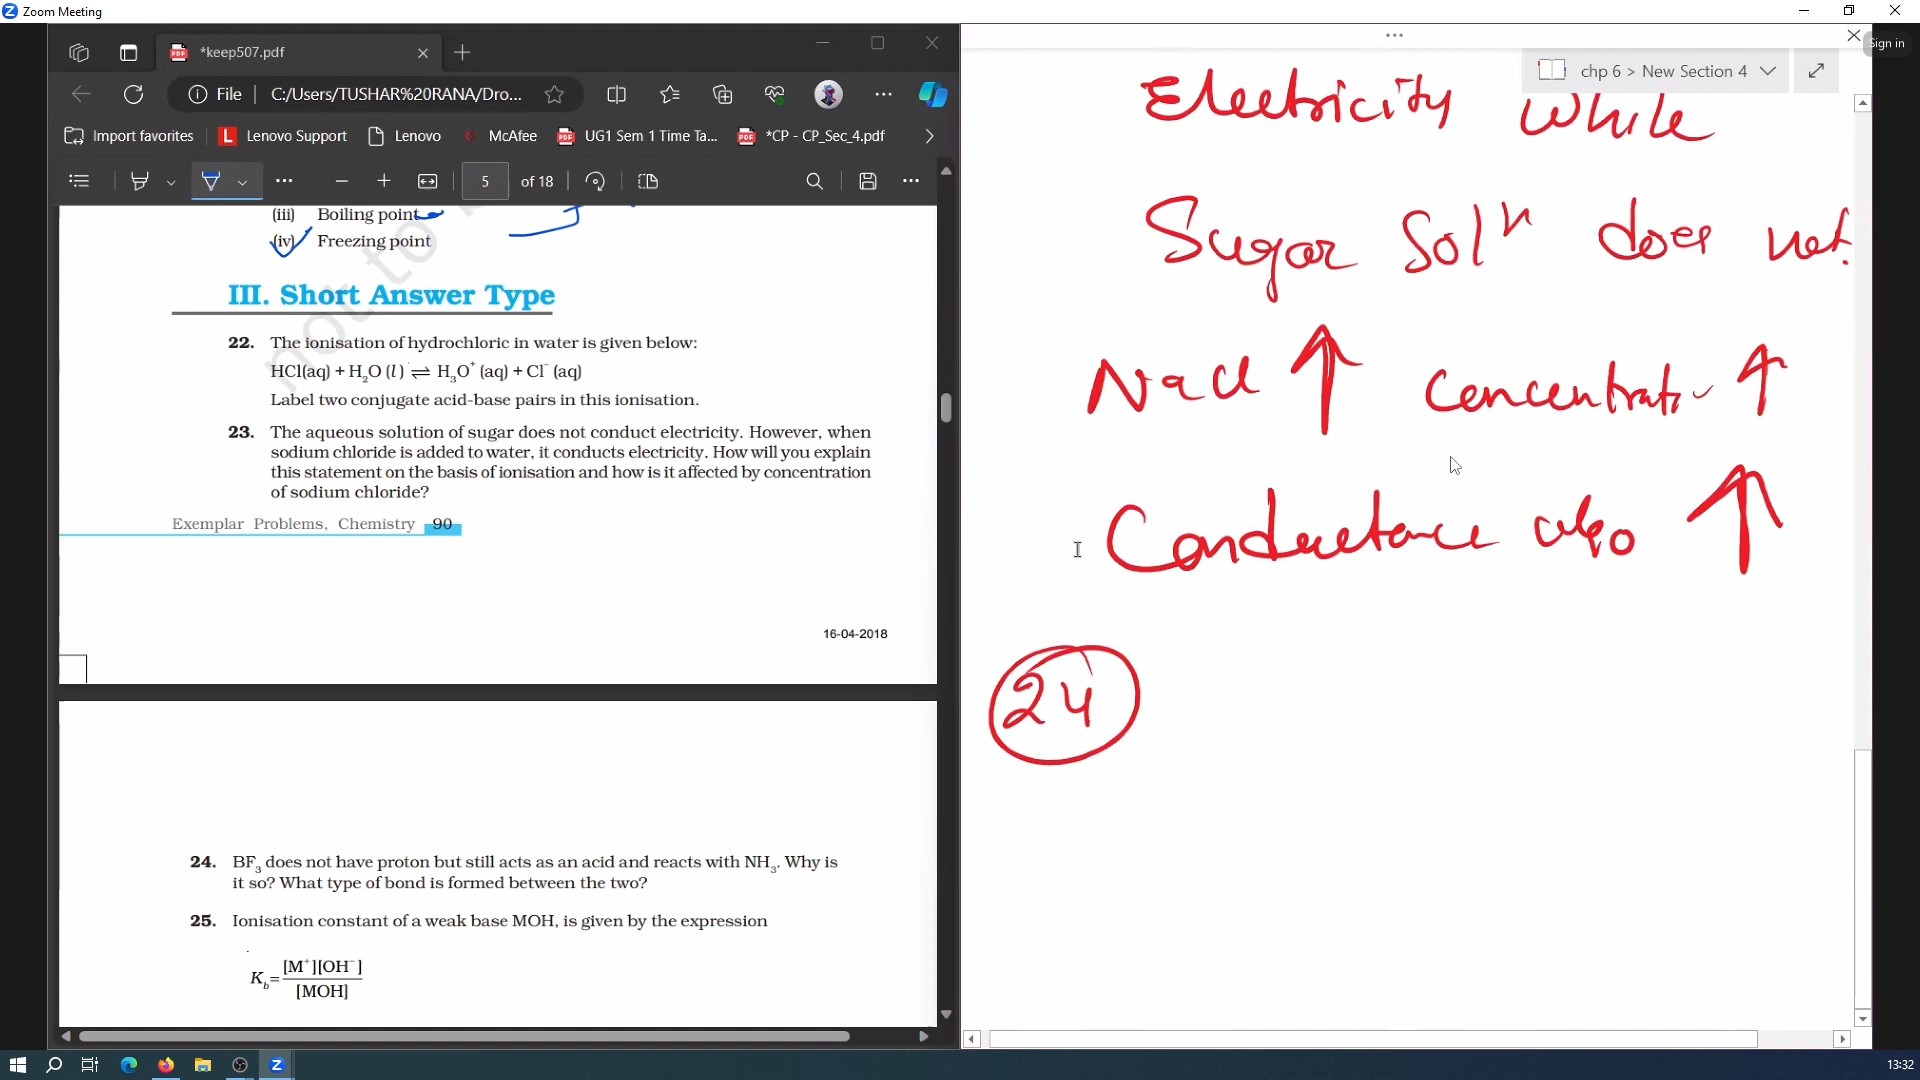 Zoom Meeting
*keep507.pdf
Sign in
File
C:/Users/TUSHAR%20RANA/Dro...
chp 6 > New Section 4
Import favorites
Lenovo Support
Lenovo
McAfee
UG1 Sem 1 Time Ta...
*CP - CP_Sec_4.pdf
5 of 18
(iii) Boiling point
(iv) Freezing point
III. Short Answer Type
22. The ionisation of hydrochloric in water is given below:
HCl(aq) + H₂O (l) ⇌ H₃O⁺ (aq) + Cl⁻ (aq)
Label two conjugate acid-base pairs in this ionisation.
23. The aqueous solution of sugar does not conduct electricity. However, when
sodium chloride is added to water, it conducts electricity. How will you explain
this statement on the basis of ionisation and how is it affected by concentration
of sodium chloride?
Exemplar Problems, Chemistry 90
16-04-2018
not to
24. BF₃ does not have proton but still acts as an acid and reacts with NH₃. Why is
it so? What type of bond is formed between the two?
25. Ionisation constant of a weak base MOH, is given by the expression
K_b = [M⁺][OH⁻]
[MOH]
Electricity While
Sugar Solⁿ does not.
NaCl ↑ Concentrati ↑
Conductance also ↑
24
13:32